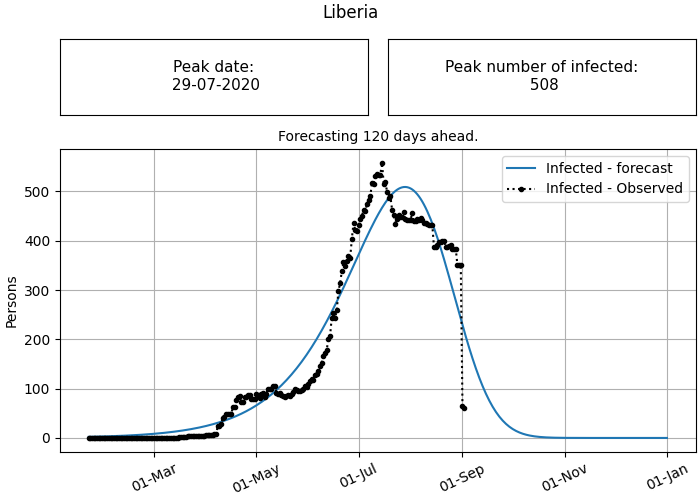 Liberia
Peak date:
29-07-2020
Peak number of infected:
508
Forecasting 120 days ahead.
Infected - forecast
Infected - Observed
Persons
500
400
300
200
100
0
01-Mar
01-May
01-Jul
01-Sep
01-Nov
01-Jan